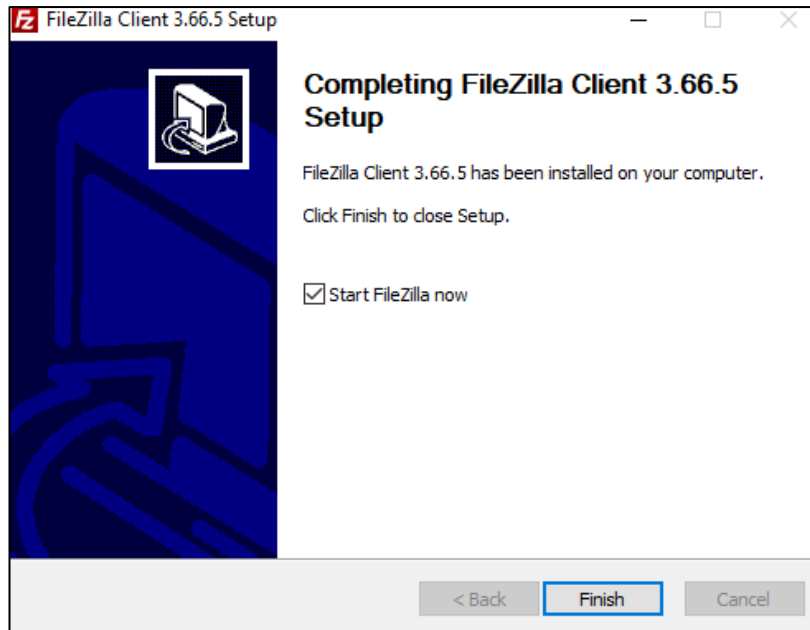 FileZilla Client 3.66.5 Setup
Completing FileZilla Client 3.66.5
Setup
FileZilla Client 3.66.5 has been installed on your computer.
Click Finish to close Setup.
Start FileZilla now
< Back Finish Cancel